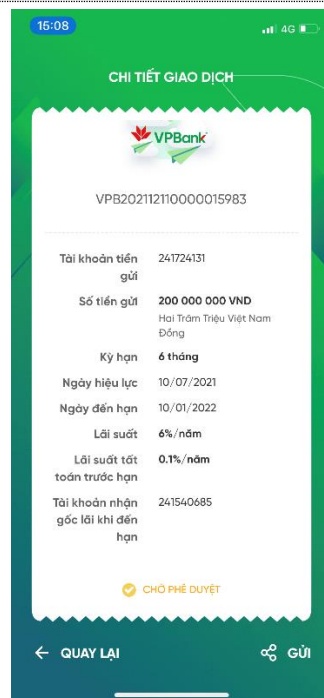 15:08
4G
CHI TIẾT GIAO DỊCH
VPBank
VPB202112110000015983
Tài khoản tiền gửi
241724131
Số tiền gửi
200 000 000 VND
Hai Trăm Triệu Việt Nam
Đồng
Kỳ hạn
6 tháng
Ngày hiệu lực
10/07/2021
Ngày đến hạn
10/01/2022
Lãi suất
6%/năm
Lãi suất tất
toán trước hạn
0.1%/năm
Tài khoản nhận
gốc lãi khi đến
hạn
241540685
CHỜ PHÊ DUYỆT
QUAY LẠI
GỬI